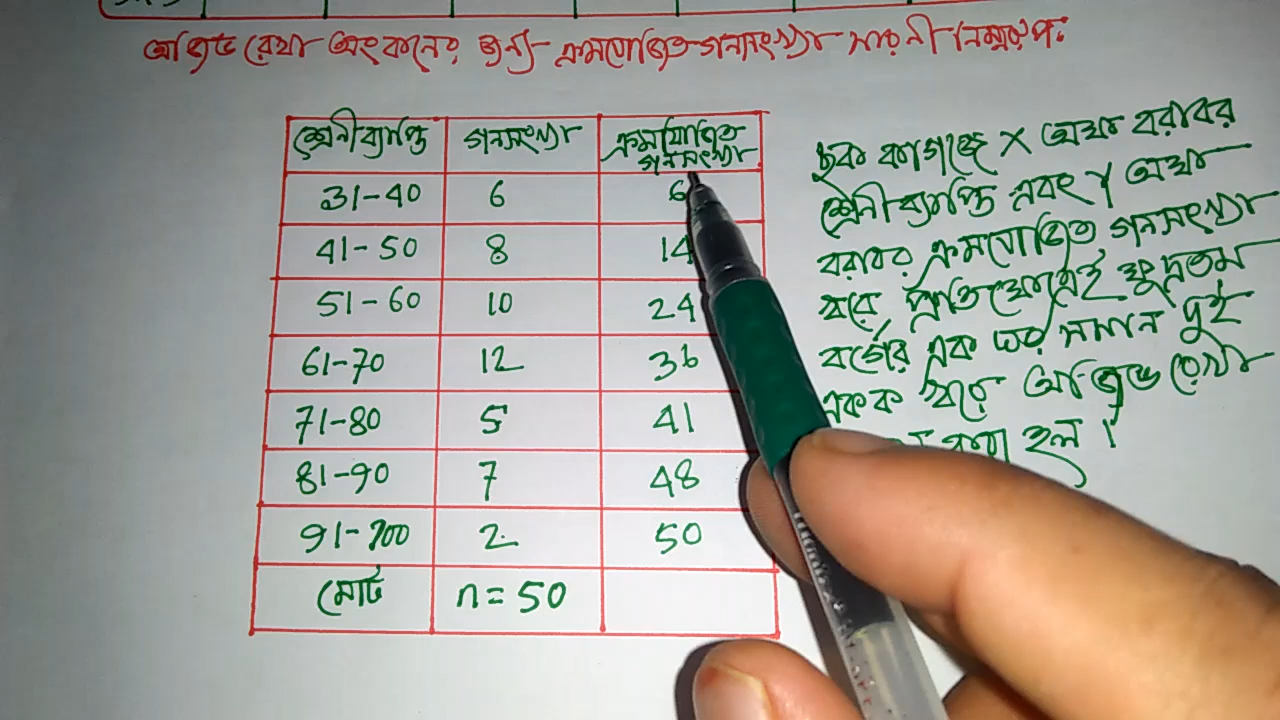 অজিভ রেখা অংকনের জন্য ক্রমযোজিত গনসংখ্যা সারনী নিম্নরূপঃ
শ্রেনীব্যাপ্তি গনসংখ্যা ক্রমযোজিত
গনসংখ্যা
31-40 6 6
41-50 8 14
51-60 10 24
61-70 12 36
71-80 5 41
81-90 7 48
91-100 2 50
মোট n=50
ছক কাগজে X অক্ষ বরাবর
শ্রেনীব্যাপ্তি এবং Y অক্ষ
বরাবর ক্রমযোজিত গনসংখ্যা
ধরে প্রতিক্ষেত্রেই ক্ষুদ্রতম
বর্গের এক ঘর সমান দুই
একক ধরে অজিভ রেখা
করা হল।